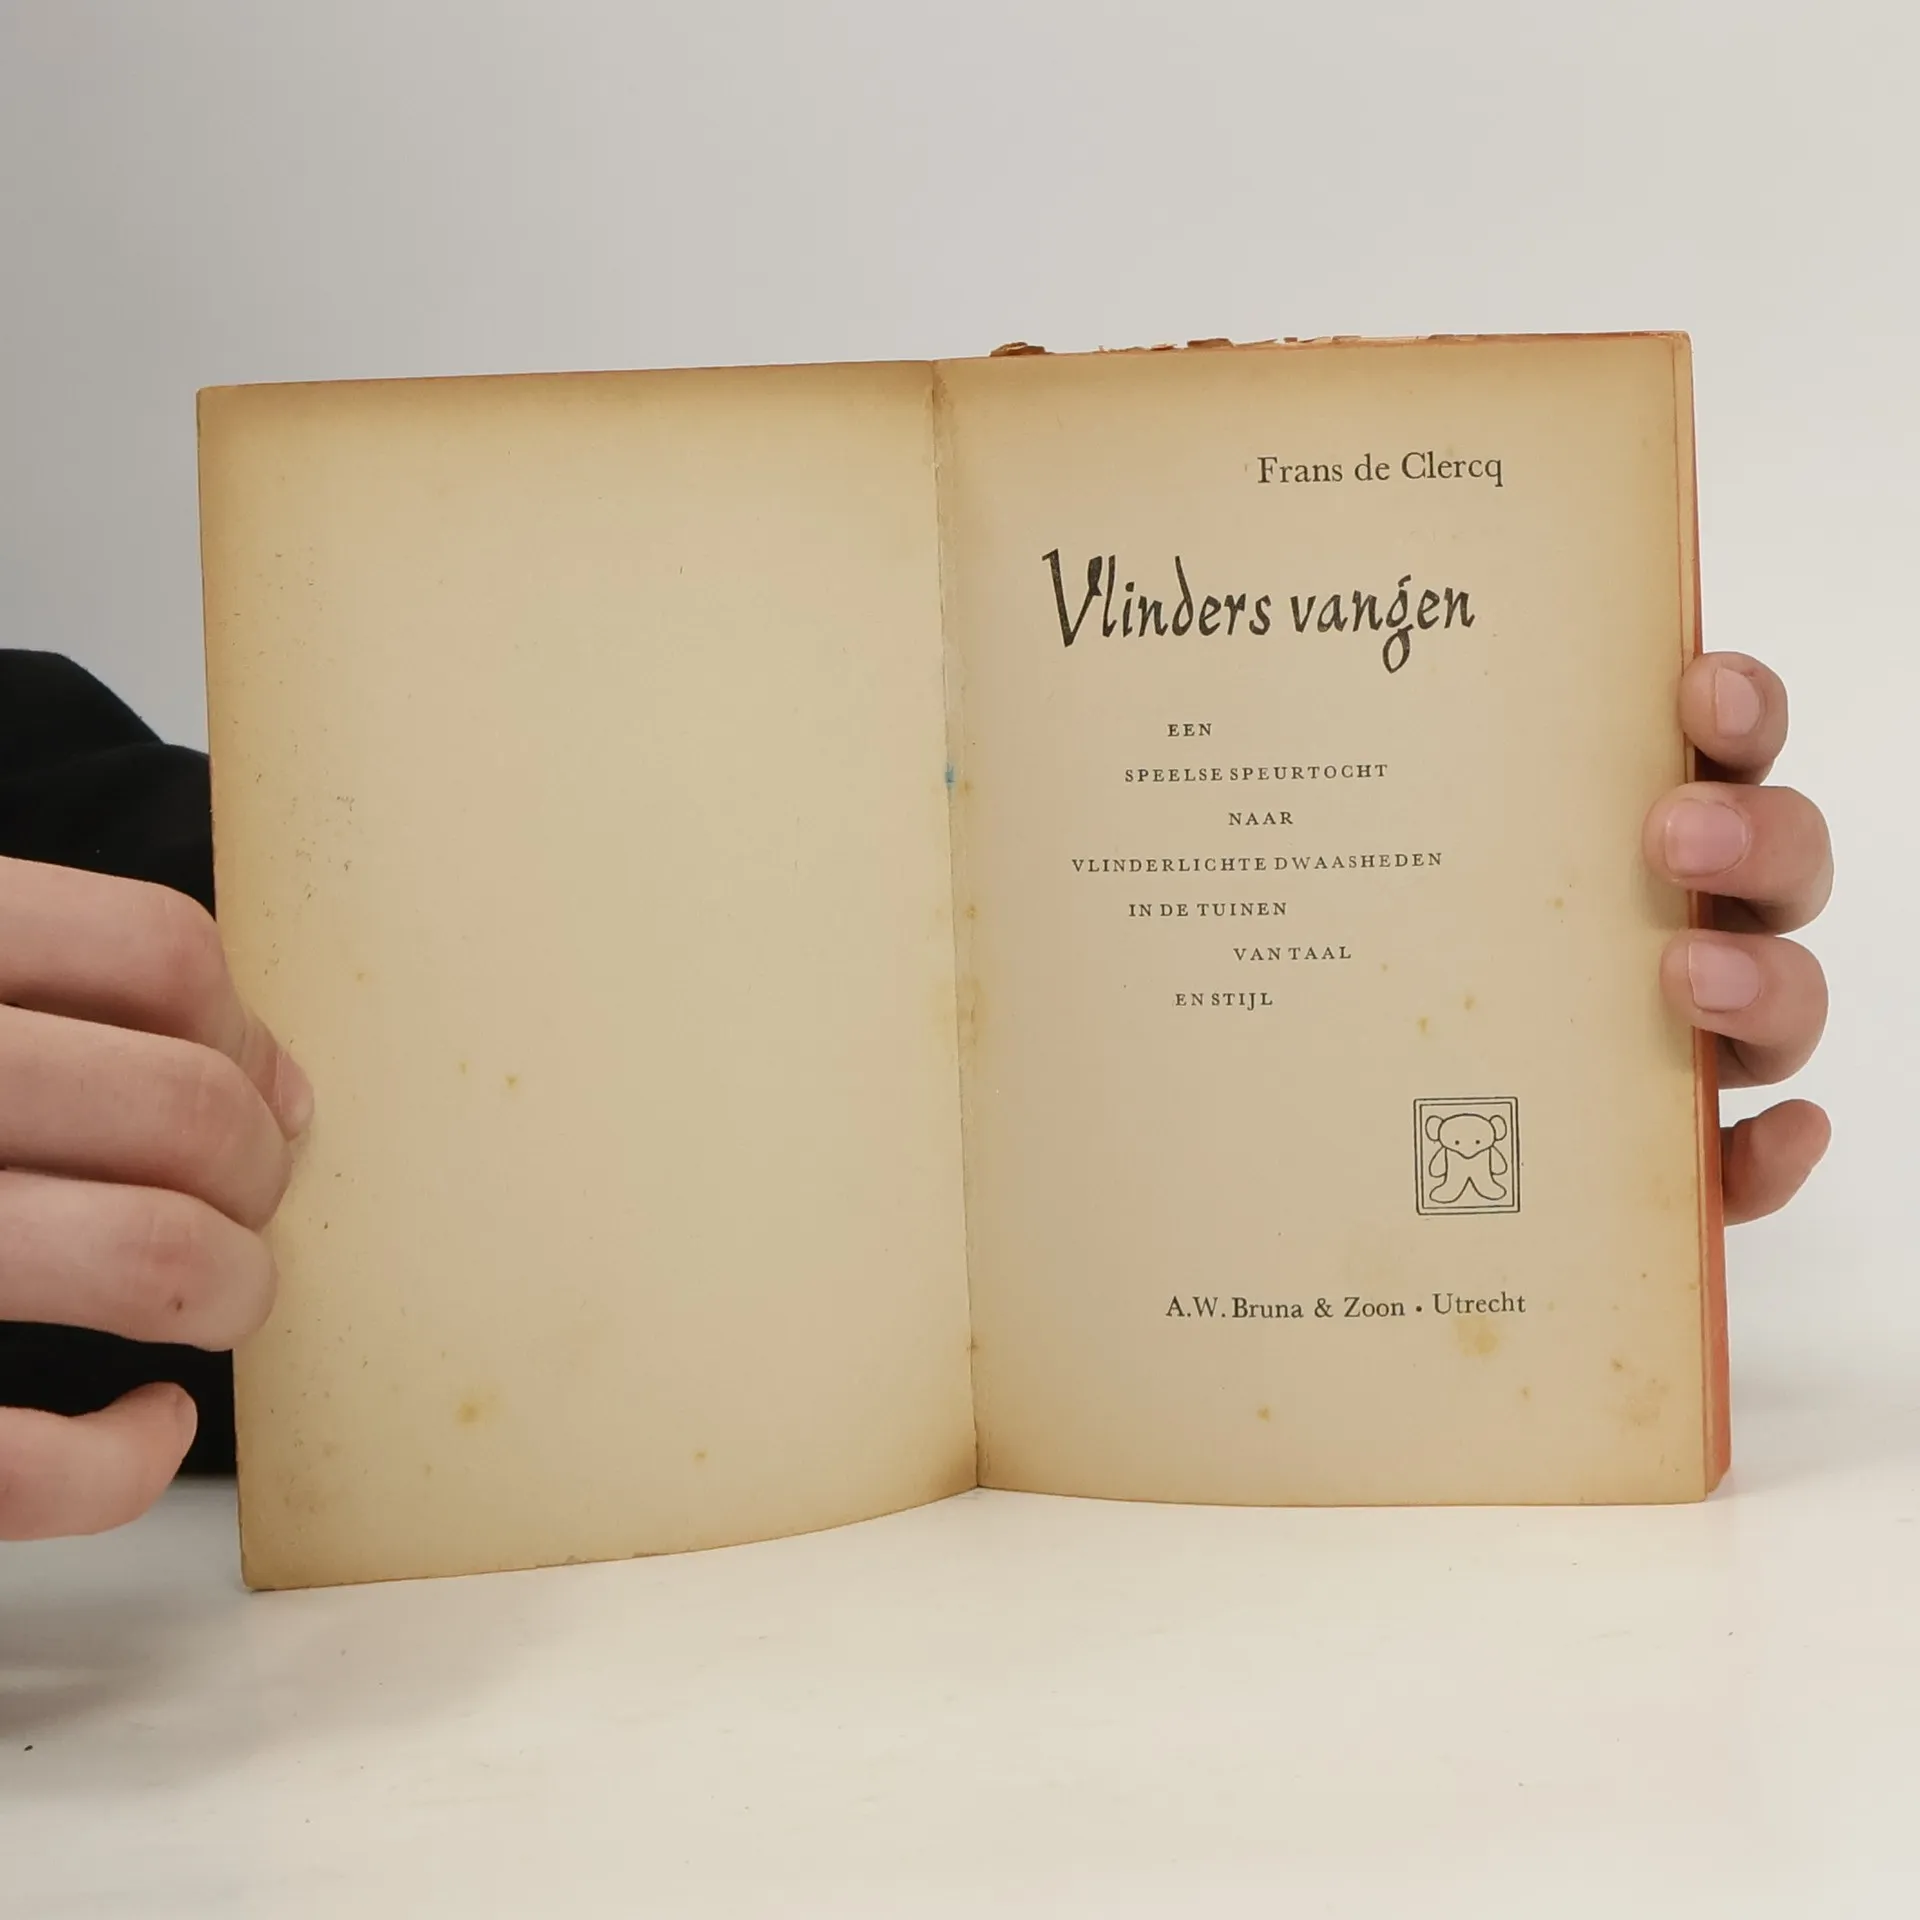 Frans de Clercq
Vlinders vangen
EEN
SPEELSE SPEURTOCHT
NAAR
VLINDERLICHTE DWAASHEDEN
IN DE TUINEN
VAN TAAL
EN STIJL
A.W. Bruna & Zoon • Utrecht